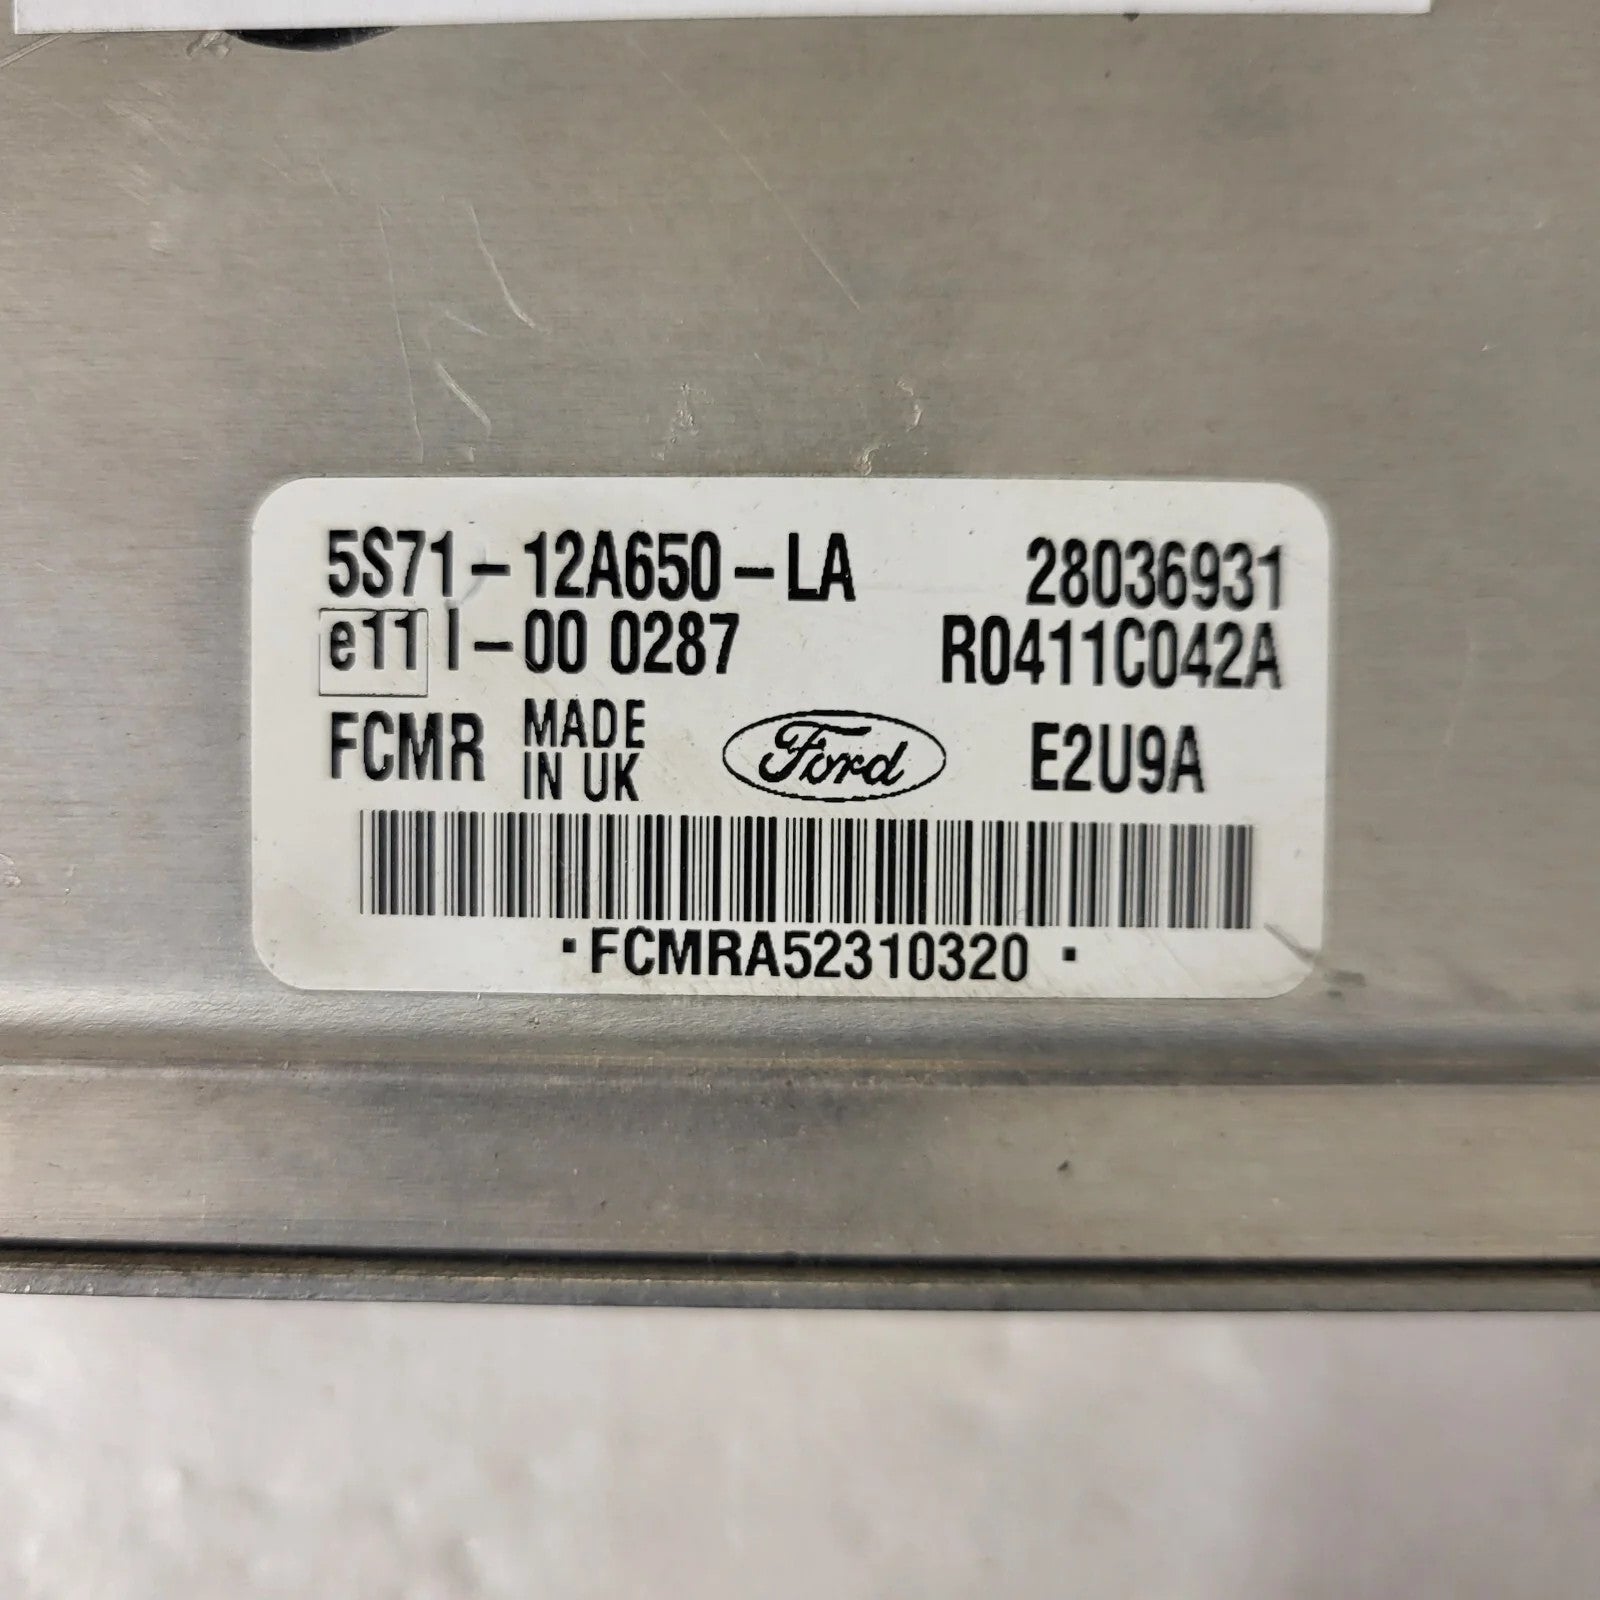 5S71-12A650-LA 28036931
e11 I-00 0287 R0411C042A
FCMR MADE IN UK Ford E2U9A
·FCMRA52310320·